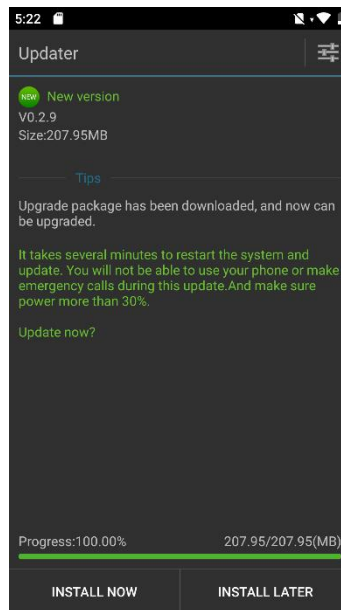 5:22
Updater
NEW New version
V0.2.9
Size:207.95MB
Tips
Upgrade package has been downloaded, and now can
be upgraded.
It takes several minutes to restart the system and
update. You will not be able to use your phone or make
emergency calls during this update.And make sure
power more than 30%.
Update now?
Progress:100.00% 207.95/207.95(MB)
INSTALL NOW INSTALL LATER